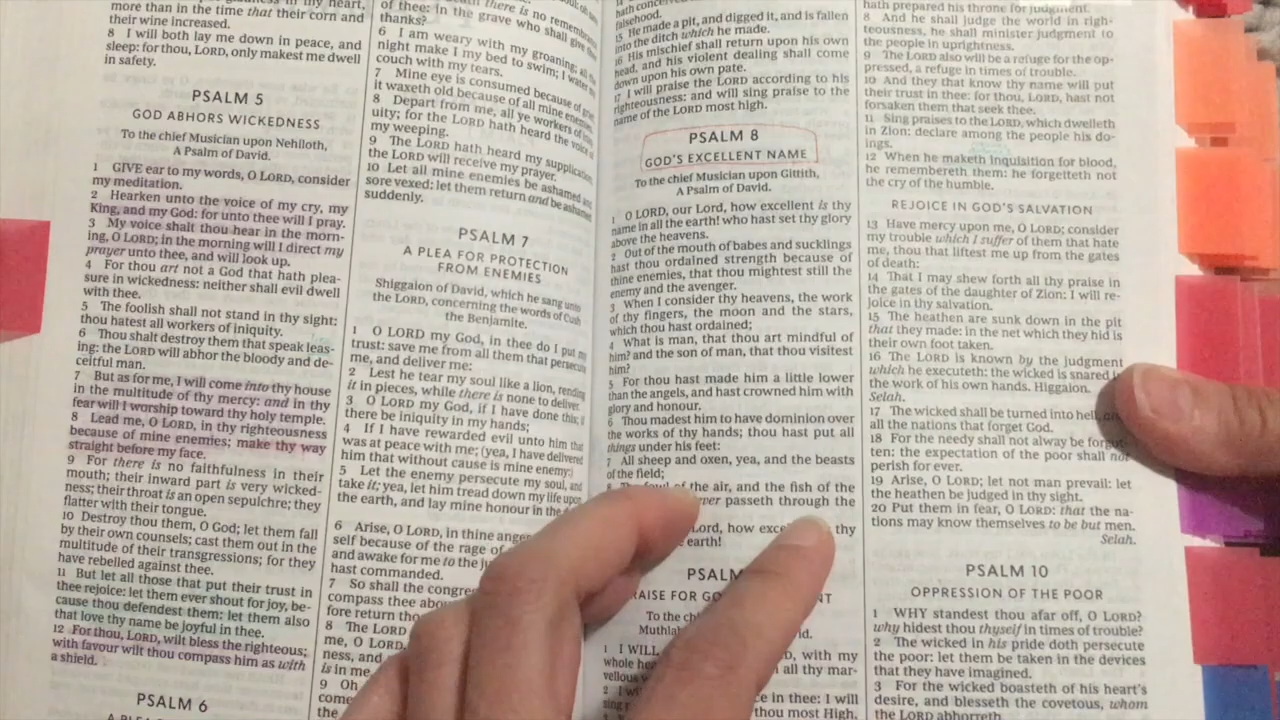 more than in the time that their corn and
their wine increased.
8 I will both lay me down in peace, and
sleep: for thou, LORD, only makest me dwell
in safety.
PSALM 5
GOD ABHORS WICKEDNESS
To the chief Musician upon Nehiloth,
A Psalm of David.
1 GIVE ear to my words, O LORD, consider
my meditation.
2 Hearken unto the voice of my cry, my
King, and my God: for unto thee will I pray.
3 My voice shalt thou hear in the morn-
ing, O LORD; in the morning will I direct my
prayer unto thee, and will look up.
4 For thou art not a God that hath plea-
sure in wickedness: neither shall evil dwell
with thee.
5 The foolish shall not stand in thy sight:
thou hatest all workers of iniquity.
6 Thou shalt destroy them that speak leas-
ing: the LORD will abhor the bloody and de-
ceitful man.
7 But as for me, I will come into thy house
in the multitude of thy mercy: and in thy
fear will I worship toward thy holy temple.
8 Lead me, O LORD, in thy righteousness
because of mine enemies; make thy way
straight before my face.
9 For there is no faithfulness in their
mouth; their inward part is very wicked-
ness; their throat is an open sepulchre; they
flatter with their tongue.
10 Destroy thou them, O God; let them fall
by their own counsels; cast them out in the
multitude of their transgressions; for they
have rebelled against thee.
11 But let all those that put their trust in
thee rejoice: let them ever shout for joy, be-
cause thou defendest them: let them also
that love thy name be joyful in thee.
12 For thou, LORD, wilt bless the righteous;
with favour wilt thou compass him as with
a shield.
PSALM 6
of thee: in the grave who shall give
thanks?
6 I am weary with my groaning; all
night make I my bed to swim; I water
couch with my tears.
7 Mine eye is consumed because of
it waxeth old because of all mine enemies.
8 Depart from me, all ye workers of
uity; for the LORD hath heard the voice of
my weeping.
9 The LORD hath heard my supplication
the LORD will receive my prayer.
10 Let all mine enemies be ashamed and
sore vexed: let them return and be ashamed
suddenly.
PSALM 7
A PLEA FOR PROTECTION
FROM ENEMIES
Shiggaion of David, which he sang unto
the LORD, concerning the words of Cush
the Benjamite.
1 O LORD my God, in thee do I put my
trust: save me from all them that persecute
me, and deliver me:
2 Lest he tear my soul like a lion, rending
it in pieces, while there is none to deliver.
3 O LORD my God, if I have done this;
there be iniquity in my hands;
4 If I have rewarded evil unto him that
was at peace with me; (yea, I have delivered
him that without cause is mine enemy:)
5 Let the enemy persecute my soul, and
take it; yea, let him tread down my life upon
the earth, and lay mine honour in the
6 Arise, O LORD, in thine
self because of the rage of
and awake for me to the
hast commanded.
7 So shall the
compass thee
fore return
8 The LORD
me, O LORD,
ness, and
is in me
9 Oh
come
the
falsehood.
15 He made a pit, and digged it, and is fallen
into the ditch which he made.
16 His mischief shall return upon his own
head, and his violent dealing shall come
down upon his own pate.
17 I will praise the LORD according to his
righteousness: and will sing praise to the
name of the LORD most high.
PSALM 8
GOD'S EXCELLENT NAME
To the chief Musician upon Gittith,
A Psalm of David.
1 O LORD, our Lord, how excellent is thy
name in all the earth! who hast set thy glory
above the heavens.
2 Out of the mouth of babes and sucklings
hast thou ordained strength because of
thine enemies, that thou mightest still the
enemy and the avenger.
3 When I consider thy heavens, the work
of thy fingers, the moon and the stars,
which thou hast ordained;
4 What is man, that thou art mindful of
him? and the son of man, that thou visitest
him?
5 For thou hast made him a little lower
than the angels, and hast crowned him with
glory and honour.
6 Thou madest him to have dominion over
the works of thy hands; thou hast put all
things under his feet:
7 All sheep and oxen, yea, and the beasts
of the field;
the air, and the fish of the
passeth through the
Lord, how thy
earth!
PSALM
To the
1 I WILL with my
whole all thy mar-
vellous
in thee: I will
thou most High.
hath prepared his throne for judgment.
8 And he shall judge the world in righ-
teousness, he shall minister judgment to
the people in uprightness.
9 The LORD also will be a refuge for the op-
pressed, a refuge in times of trouble.
10 And they that know thy name will put
their trust in thee: for thou, LORD, hast not
forsaken them that seek thee.
11 Sing praises to the LORD, which dwelleth
in Zion: declare among the people his do-
ings.
12 When he maketh inquisition for blood,
he remembereth them: he forgetteth not
the cry of the humble.
REJOICE IN GOD'S SALVATION
13 Have mercy upon me, O LORD; consider
my trouble which I suffer of them that hate
me, thou that liftest me up from the gates
of death:
14 That I may shew forth all thy praise in
the gates of the daughter of Zion: I will re-
joice in thy salvation.
15 The heathen are sunk down in the pit
that they made: in the net which they hid is
their own foot taken.
16 The LORD is known by the judgment
which he executeth: the wicked is snared in
the work of his own hands. Higgaion.
Selah.
17 The wicked shall be turned into hell,
all the nations that forget God.
18 For the needy shall not alway be forgot-
ten: the expectation of the poor shall not
perish for ever.
19 Arise, O LORD; let not man prevail: let
the heathen be judged in thy sight.
20 Put them in fear, O LORD: that the na-
tions may know themselves to be but men.
Selah.
PSALM 10
OPPRESSION OF THE POOR
1 WHY standest thou afar off, O LORD?
why hidest thou thyself in times of trouble?
2 The wicked in his pride doth persecute
the poor: let them be taken in the devices
that they have imagined.
3 For the wicked boasteth of his heart's
desire, and blesseth the covetous, whom
the LORD abhorreth.